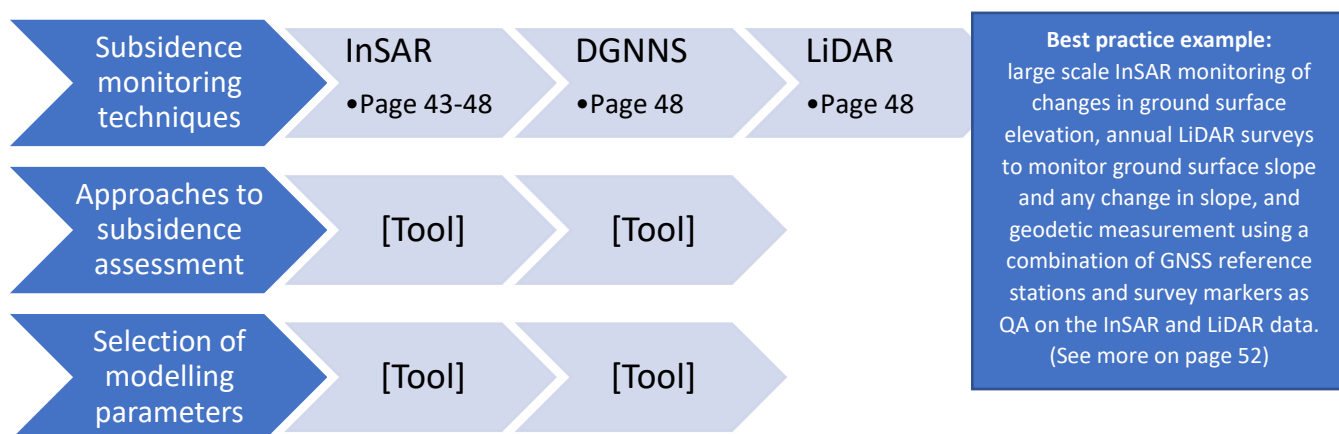 Subsidence
monitoring
techniques
InSAR
•Page 43-48
DGNNS
•Page 48
LiDAR
•Page 48
Approaches to
subsidence
assessment
[Tool]
[Tool]
Selection of
modelling
parameters
[Tool]
[Tool]
Best practice example:
large scale InSAR monitoring of
changes in ground surface
elevation, annual LiDAR surveys
to monitor ground surface slope
and any change in slope, and
geodetic measurement using a
combination of GNSS reference
stations and survey markers as
QA on the InSAR and LiDAR data.
(See more on page 52)